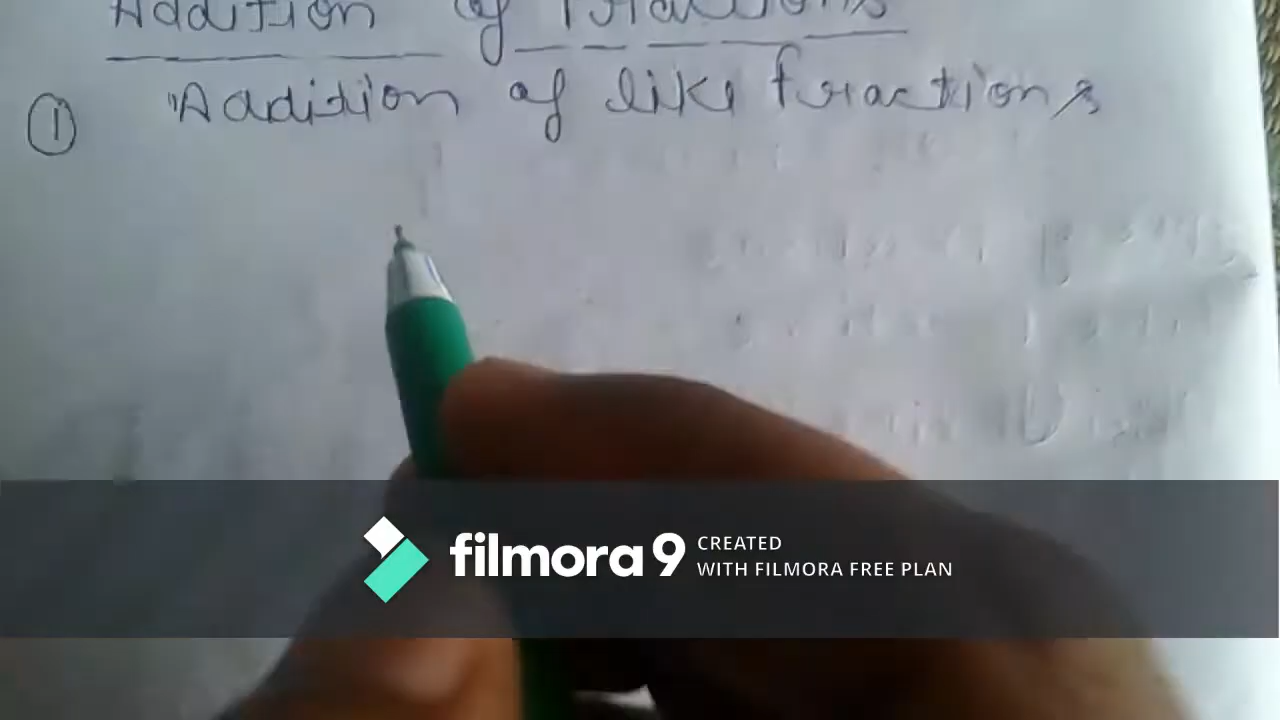 Addition of Fractions
① Addition of like fractions
filmora 9 CREATED
WITH FILMORA FREE PLAN